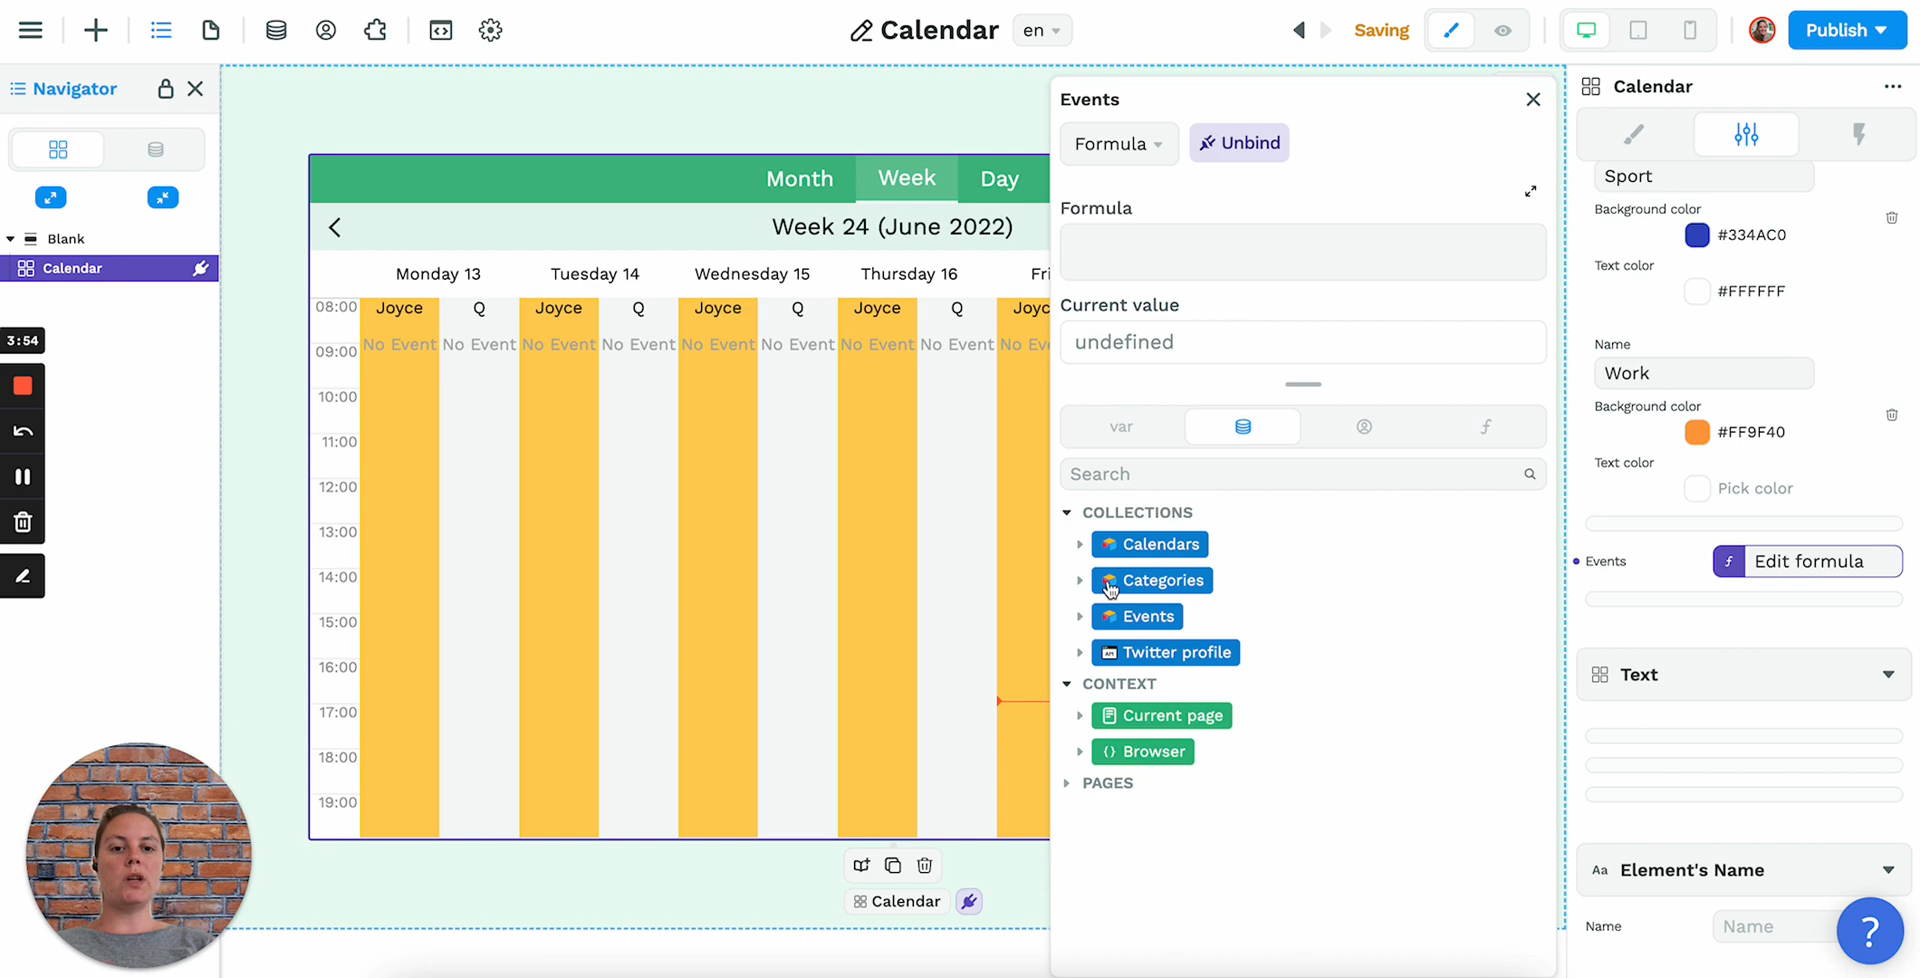 Calendar
en
Saving
Publish
Navigator
Blank
Calendar
3:54
Month
Week
Day
Week 24 (June 2022)
Monday 13
Tuesday 14
Wednesday 15
Thursday 16
Fri
08:00
Joyce
Q
Joyce
Q
Joyce
Q
Joyce
Q
Joyc
No Event
No Event
No Event
No Event
No Event
No Event
No Event
No Event
No Eve
09:00
10:00
11:00
12:00
13:00
14:00
15:00
16:00
17:00
18:00
19:00
Calendar
Events
Formula
Unbind
Formula
Current value
undefined
var
f
Search
COLLECTIONS
Calendars
Categories
Events
API
Twitter profile
CONTEXT
Current page
Browser
PAGES
Calendar
Sport
Background color
#334AC0
Text color
#FFFFFF
Name
Work
Background color
#FF9F40
Text color
Pick color
Events
f
Edit formula
Text
Aa
Element's Name
Name
Name
?